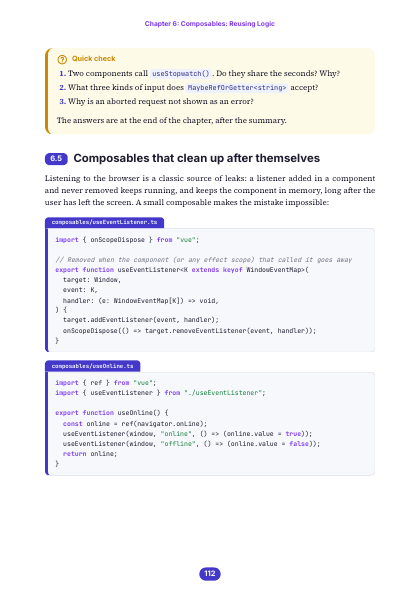 Chapter 6: Composables: Reusing Logic
Quick check
1. Two components call useStopwatch(). Do they share the seconds? Why?
2. What three kinds of input does MaybeRefOrGetter<string> accept?
3. Why is an aborted request not shown as an error?
The answers are at the end of the chapter, after the summary.
6.5 Composables that clean up after themselves
Listening to the browser is a classic source of leaks: a listener added in a component
and never removed keeps running, and keeps the component in memory, long after the
user has left the screen. A small composable makes the mistake impossible:
composables/useEventListener.ts
import { onScopeDispose } from "vue";
// Removed when the component (or any effect scope) that called it goes away
export function useEventListener<K extends keyof WindowEventMap>(
target: Window,
event: K,
handler: (e: WindowEventMap[K]) => void,
) {
target.addEventListener(event, handler);
onScopeDispose(() => target.removeEventListener(event, handler));
}
composables/useOnline.ts
import { ref } from "vue";
import { useEventListener } from "./useEventListener";
export function useOnline() {
const online = ref(navigator.onLine);
useEventListener(window, "online", () => (online.value = true));
useEventListener(window, "offline", () => (online.value = false));
return online;
}
112